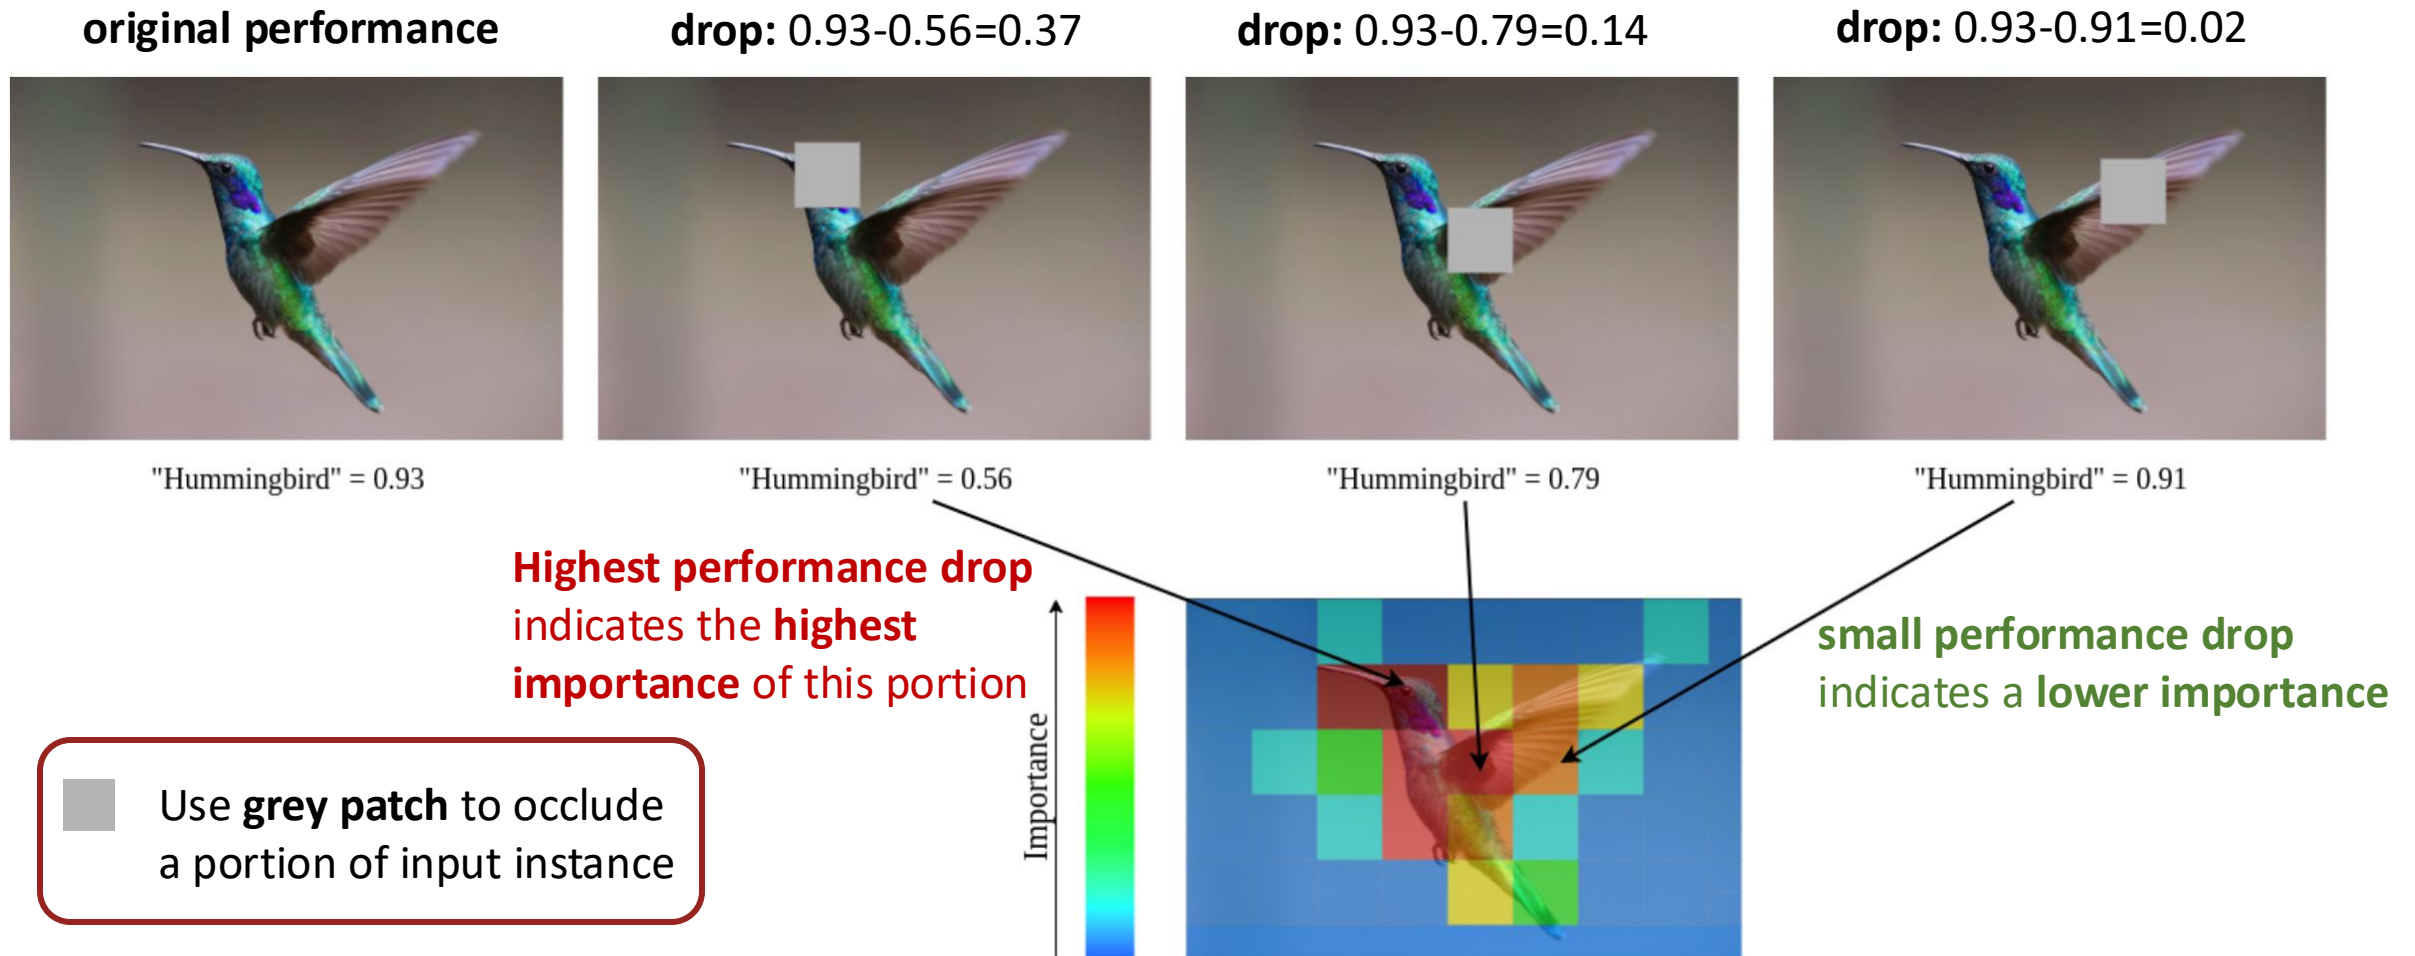 original performance
drop: 0.93-0.56=0.37
drop: 0.93-0.79=0.14
drop: 0.93-0.91=0.02
"Hummingbird" = 0.93
"Hummingbird" = 0.56
"Hummingbird" = 0.79
"Hummingbird" = 0.91
Highest performance drop
indicates the highest
importance of this portion
Importance
small performance drop
indicates a lower importance
Use grey patch to occlude
a portion of input instance